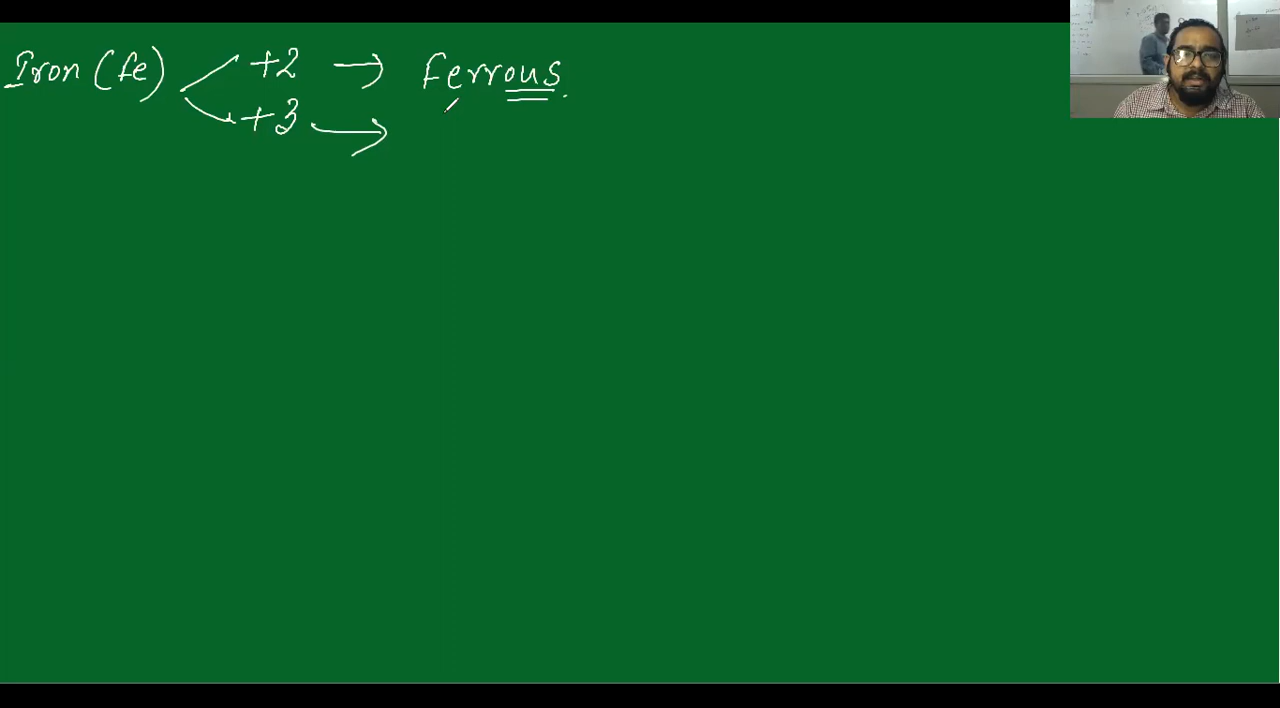 Iron (fe) +2 → ferrous.
+3 →